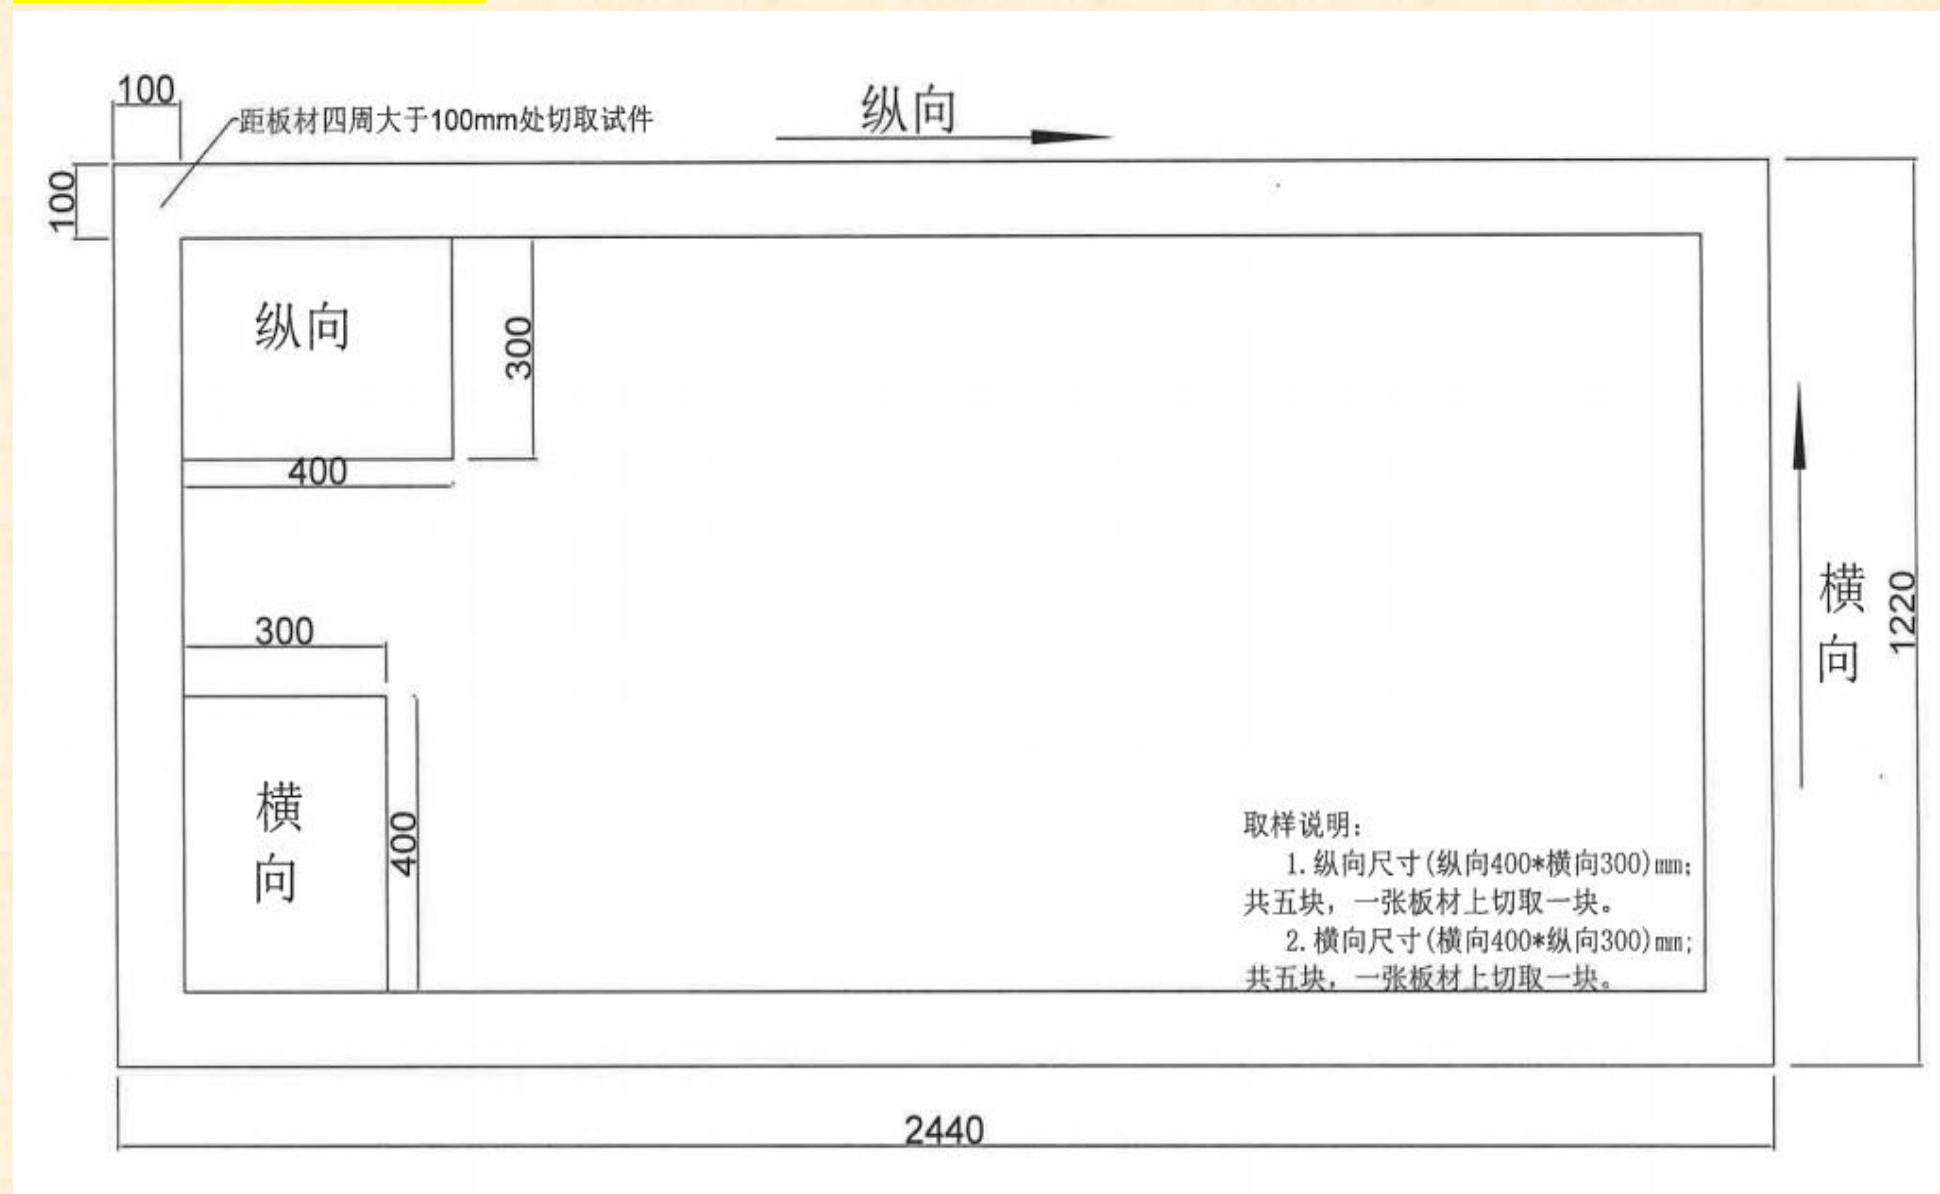 100
距板材四周大于100mm处切取试件
纵向
100
纵向
300
400
300
横向
400
横向
1220
取样说明:
1.纵向尺寸(纵向400*横向300)mm;
共五块,一张板材上切取一块。
2.横向尺寸(横向400*纵向300)mm;
共五块,一张板材上切取一块。
2440